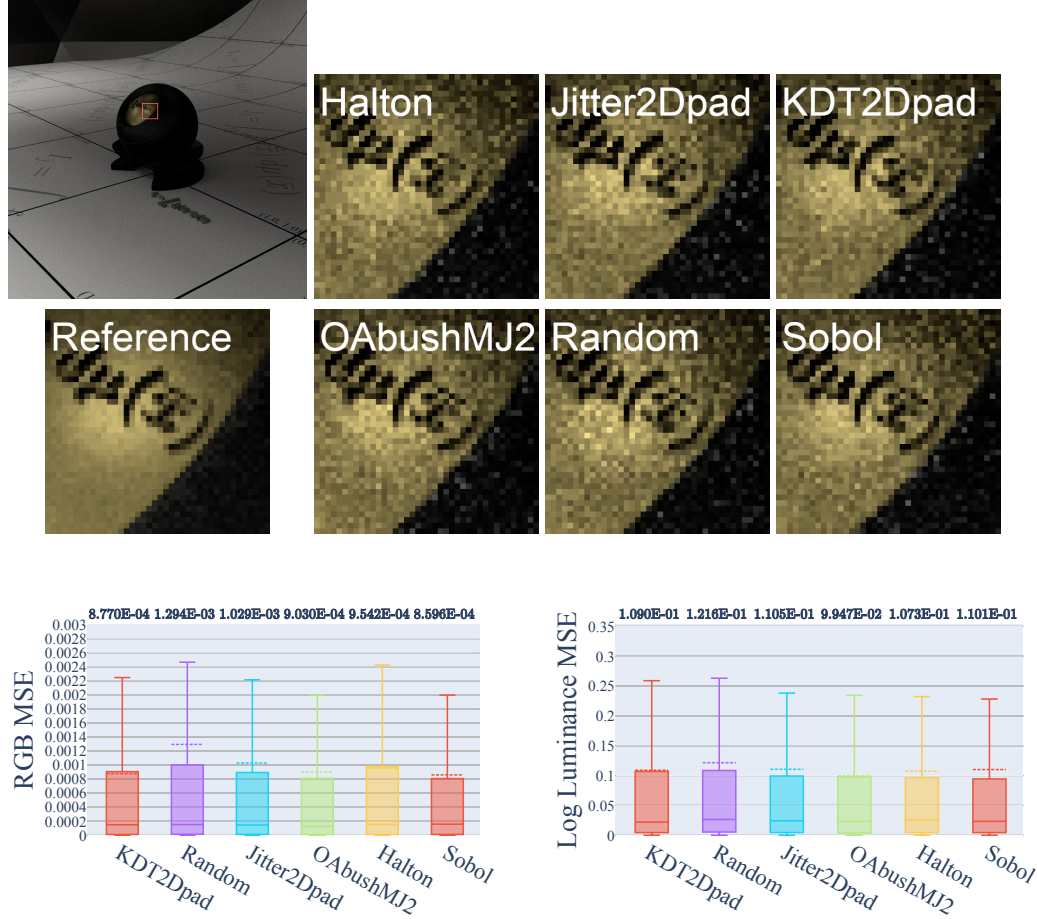 Halton
Jitter2Dpad
KDT2Dpad
Reference
OAbushMJ2
Random
Sobol
8.770E-04 1.294E-03 1.029E-03 9.030E-04 9.542E-04 8.596E-04
0.003
0.0028
0.0026
0.0024
0.0022
0.002
0.0018
0.0016
0.0014
0.0012
0.001
0.0008
0.0006
0.0004
0.0002
0
RGB MSE
KDT2Dpad
Random
Jitter2Dpad
OAbushMJ2
Halton
Sobol
1.090E-01 1.216E-01 1.105E-01 9.947E-02 1.073E-01 1.101E-01
0.35
0.3
0.25
0.2
0.15
0.1
0.05
0
Log Luminance MSE
KDT2Dpad
Random
Jitter2Dpad
OAbushMJ2
Halton
Sobol